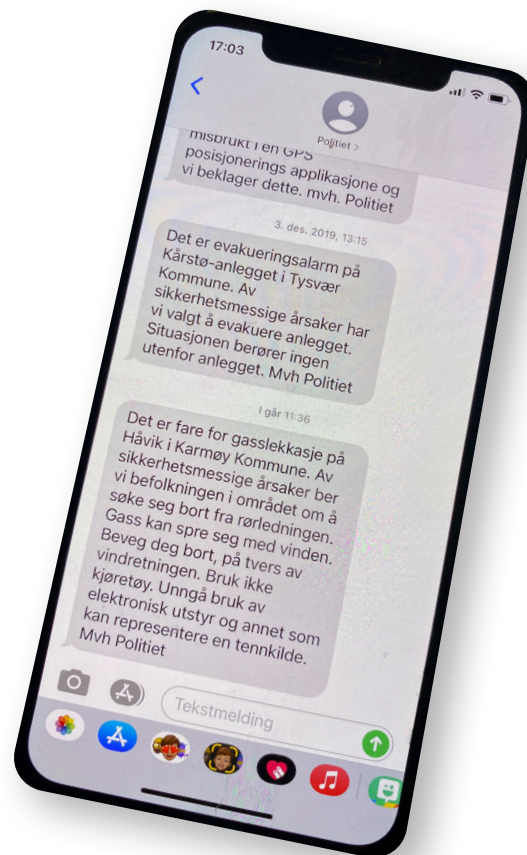 17:03
Politiet >
misbrukt i en GPS
posisjonerings applikasjone og
vi beklager dette. mvh. Politiet
3. des. 2019, 13:15
Det er evakueringsalarm på
Kårstø-anlegget i Tysvær
Kommune. Av
sikkerhetsmessige årsaker har
vi valgt å evakuere anlegget.
Situasjonen berører ingen
utenfor anlegget. Mvh Politiet
I går 11:36
Det er fare for gasslekkasje på
Håvik i Karmøy Kommune. Av
sikkerhetsmessige årsaker ber
vi befolkningen i området om å
søke seg bort fra rørledningen.
Gass kan spre seg med vinden.
Beveg deg bort, på tvers av
vindretningen. Bruk ikke
kjøretøy. Unngå bruk av
elektronisk utstyr og annet som
kan representere en tennkilde.
Mvh Politiet
Tekstmelding